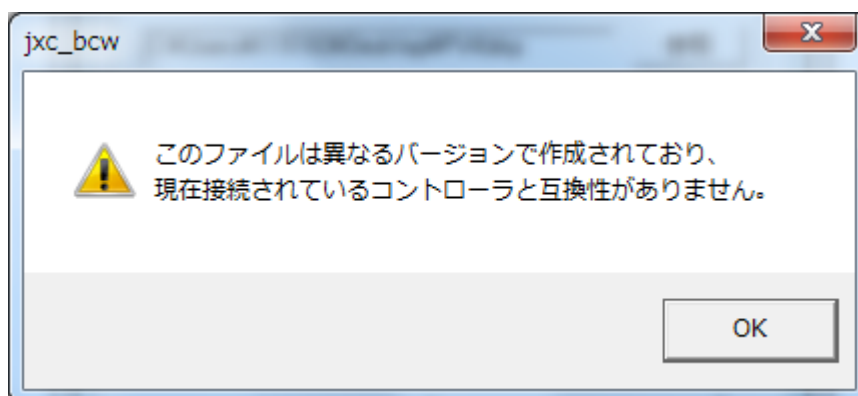 jxc_bcw
このファイルは異なるバージョンで作成されており、
現在接続されているコントローラと互換性がありません。
OK